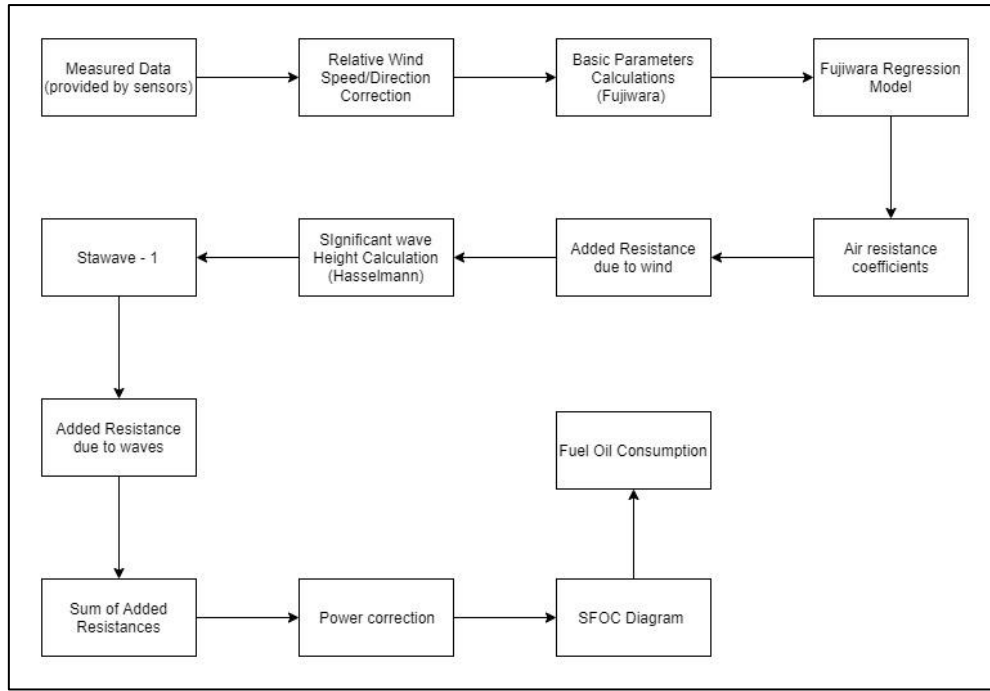 Measured Data
(provided by sensors)
Relative Wind
Speed/Direction
Correction
Basic Parameters
Calculations
(Fujiwara)
Fujiwara Regression
Model
Air resistance
coefficients
Added Resistance
due to wind
SIgnificant wave
Height Calculation
(Hasselmann)
Stawave - 1
Added Resistance
due to waves
Sum of Added
Resistances
Power correction
SFOC Diagram
Fuel Oil Consumption